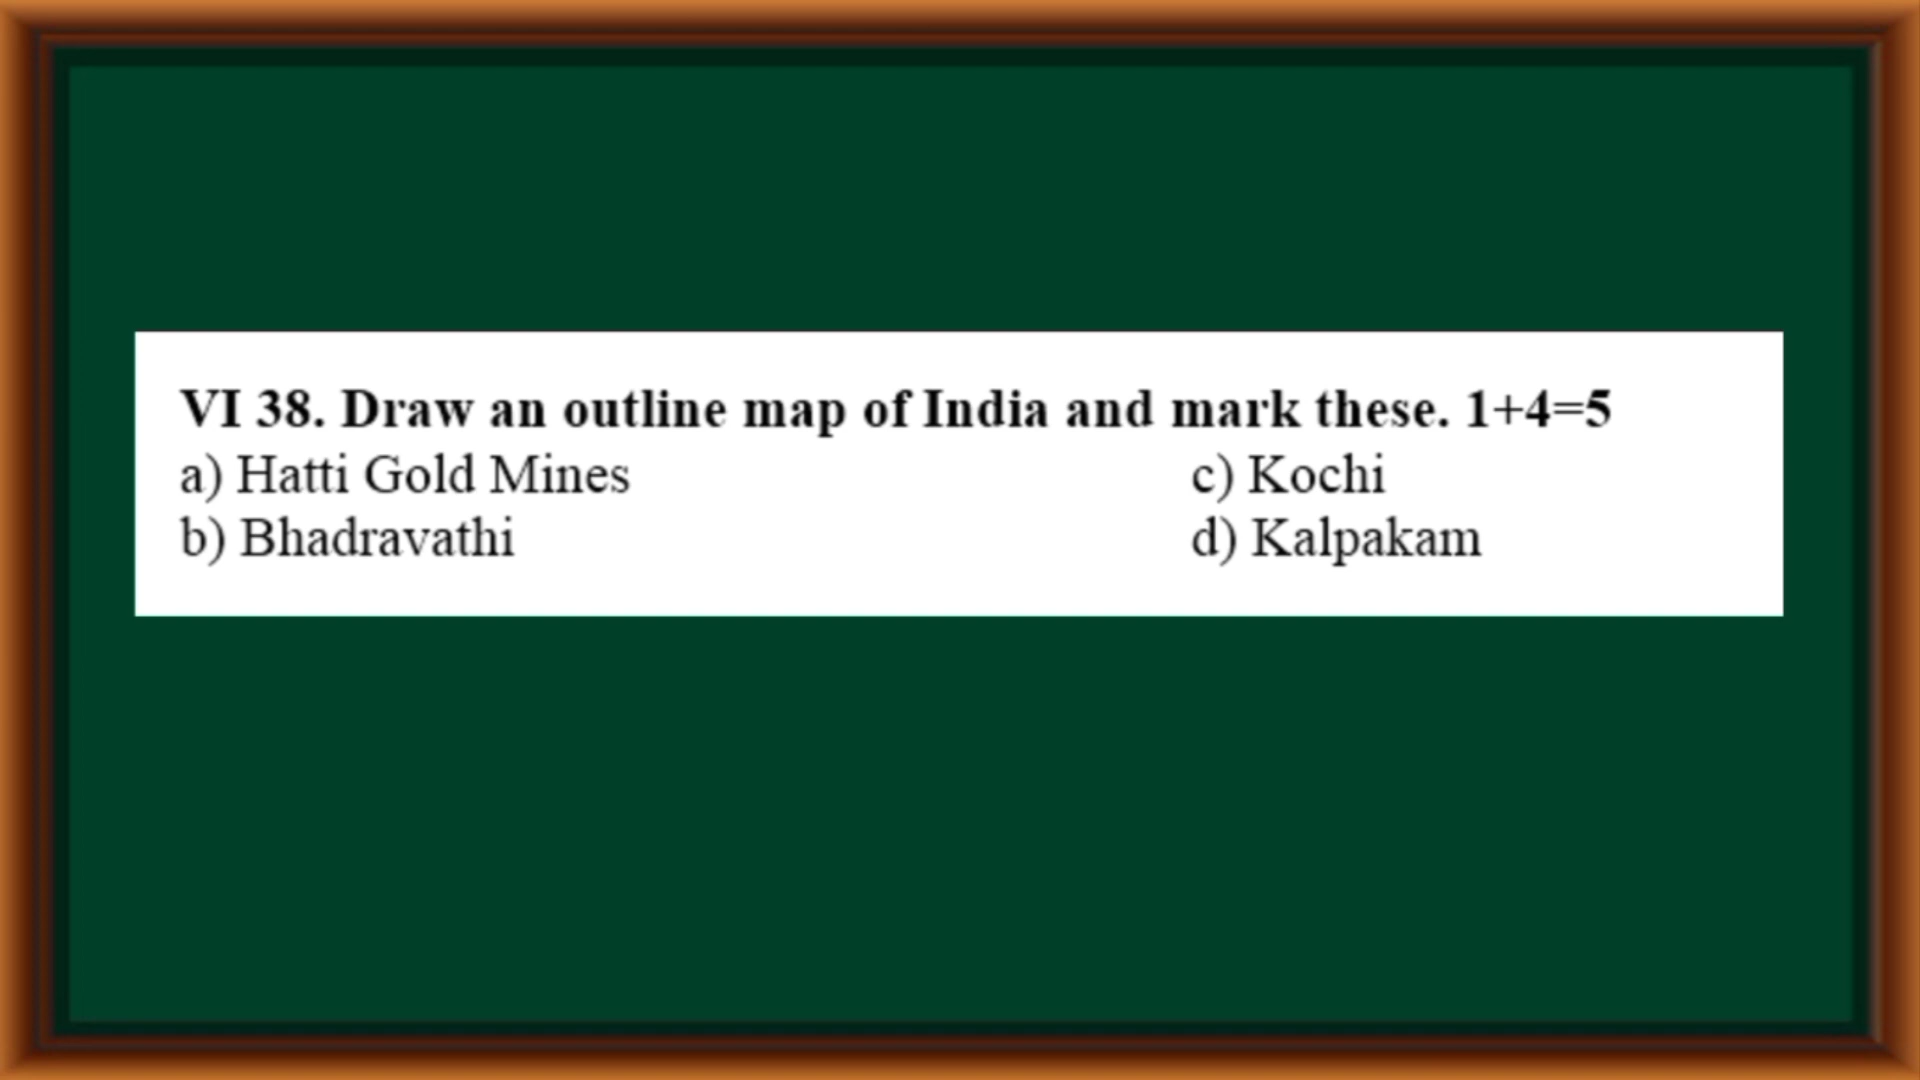 VI 38. Draw an outline map of India and mark these. 1+4=5
a) Hatti Gold Mines c) Kochi
b) Bhadravathi d) Kalpakam